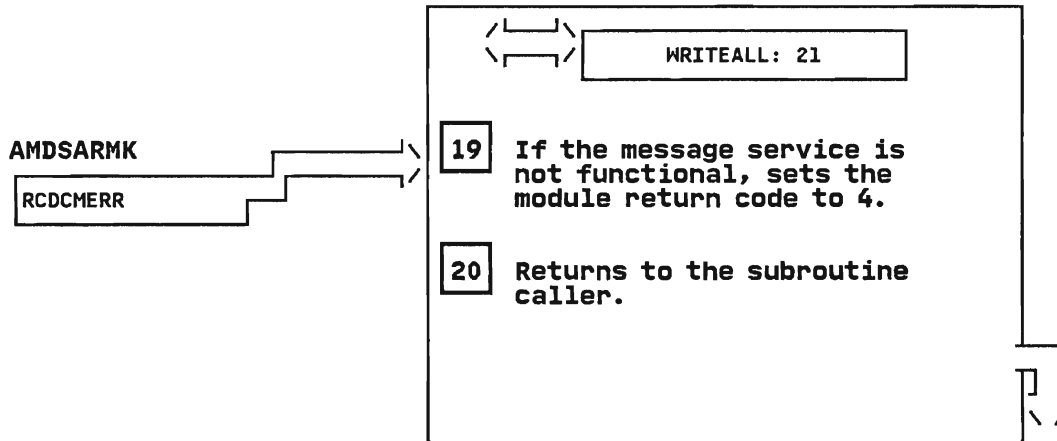 WRITEALL: 21
AMDSARMK
RCDCMERR
19
If the message service is
not functional, sets the
module return code to 4.
20
Returns to the subroutine
caller.